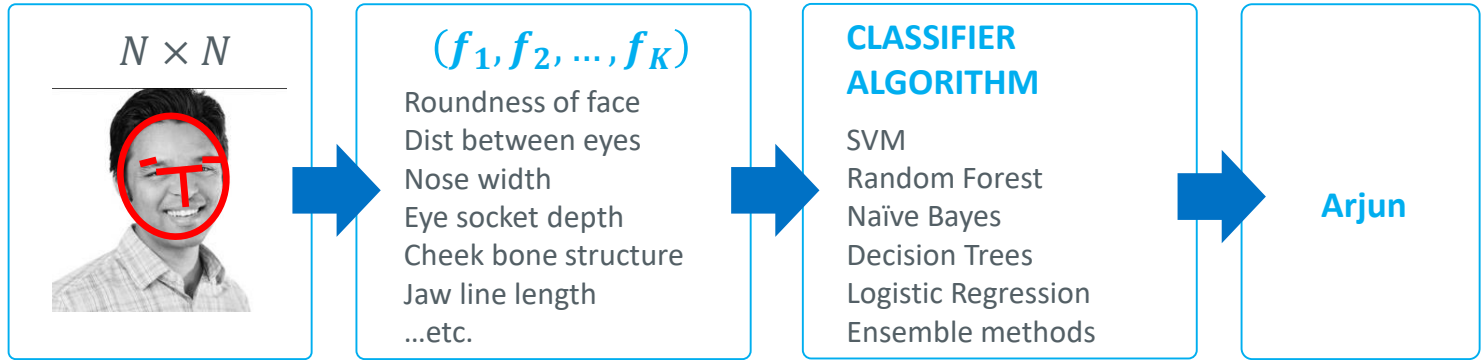 N × N
(f₁, f₂, …, f_K)
Roundness of face
Dist between eyes
Nose width
Eye socket depth
Cheek bone structure
Jaw line length
…etc.
CLASSIFIER
ALGORITHM
SVM
Random Forest
Naïve Bayes
Decision Trees
Logistic Regression
Ensemble methods
Arjun